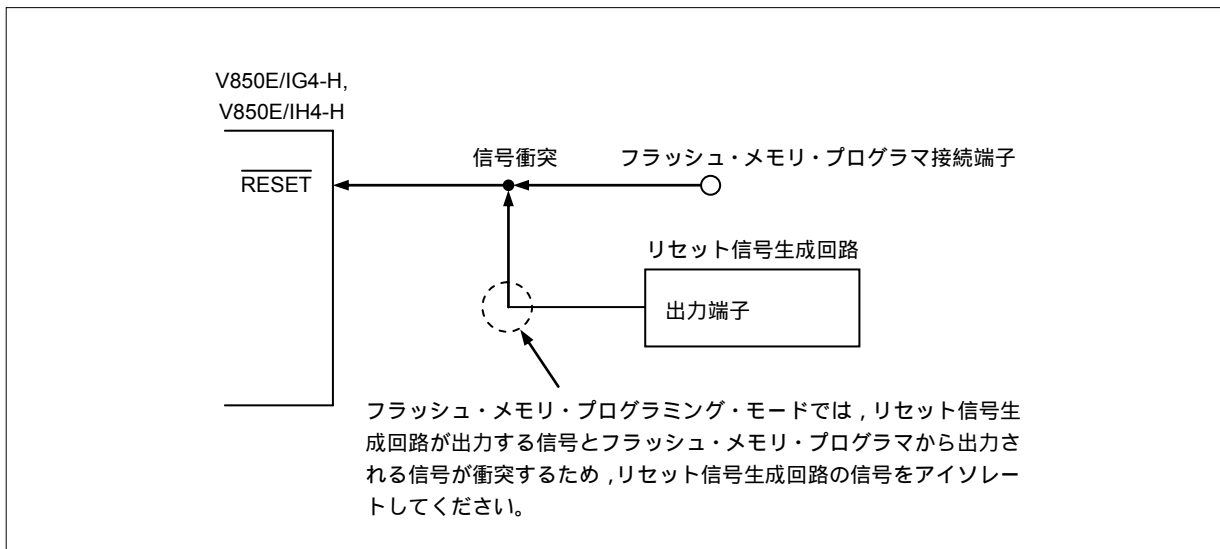 V850E/IG4-H,
V850E/IH4-H
信号衝突
フラッシュ・メモリ・プログラマ接続端子
RESET
リセット信号生成回路
出力端子
フラッシュ・メモリ・プログラミング・モードでは，リセット信号生
成回路が出力する信号とフラッシュ・メモリ・プログラマから出力さ
れる信号が衝突するため，リセット信号生成回路の信号をアイソレー
トしてください。